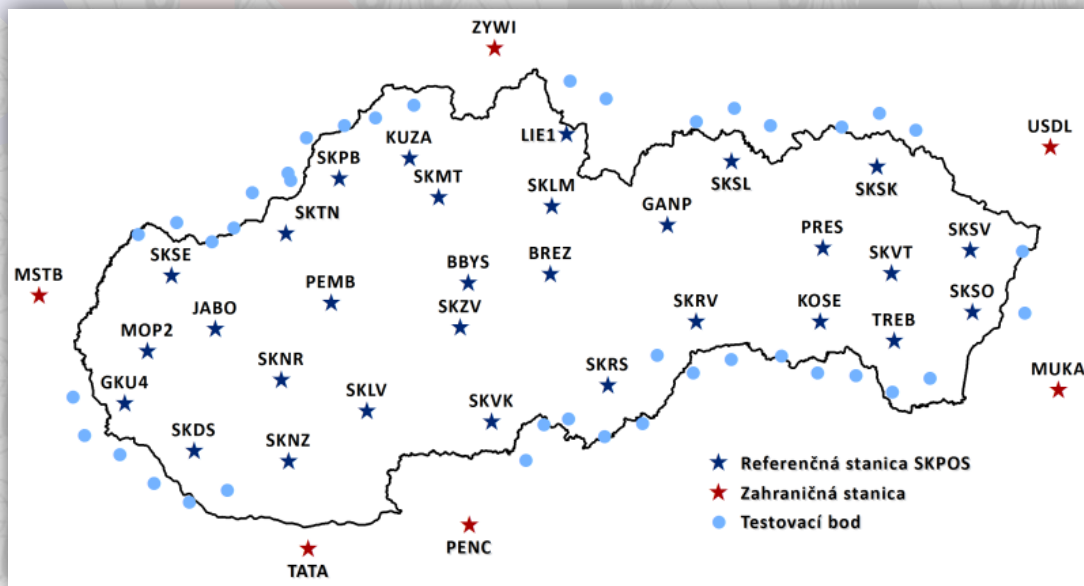 ZYWI
USDL
LIE1
KUZA
SKPB
SKMT
SKSL
SKSK
SKLM
GANP
SKTN
PRES
SKSV
SKSE
MSTB
PEMB
BBYS
BREZ
SKVT
JABO
SKZV
SKRV
KOSE
SKSO
MOP2
TREB
SKNR
SKRS
MUKA
GKU4
SKLV
SKVK
SKDS
SKNZ
PENC
TATA
Referenčná stanica SKPOS
Zahraničná stanica
Testovací bod